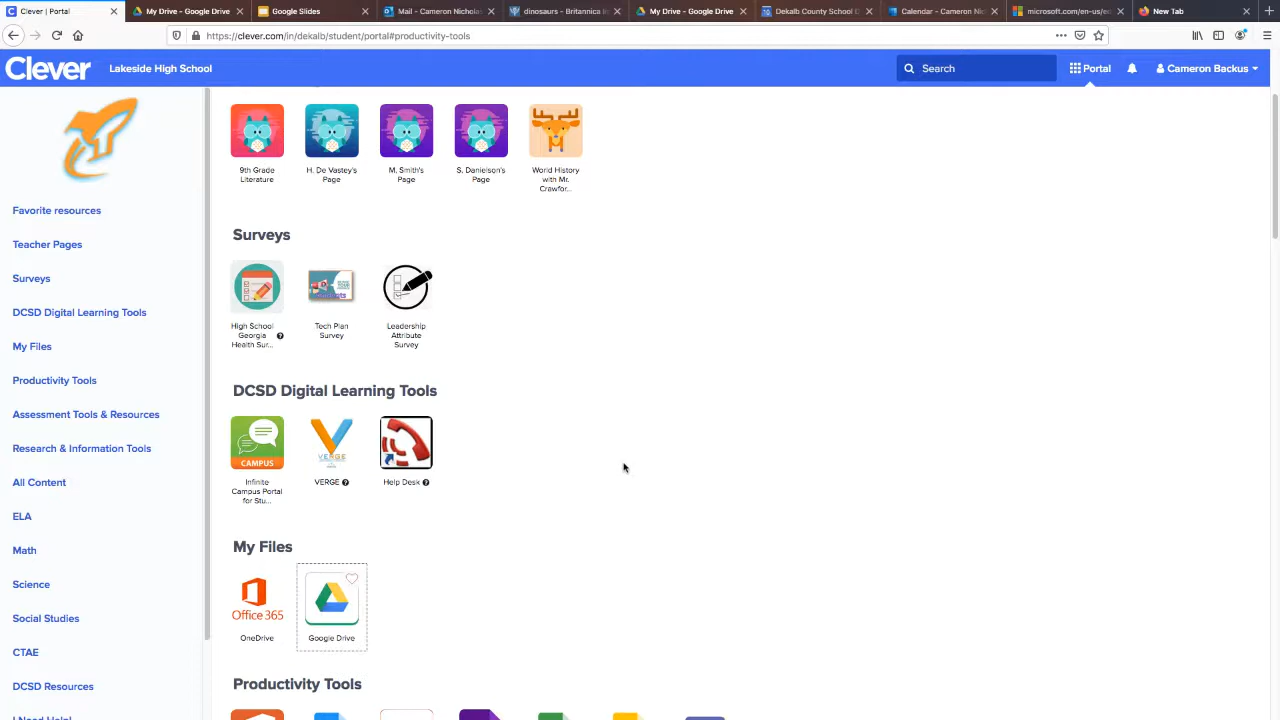 Clever | Portal
My Drive - Google Drive
Google Slides
Mail - Cameron Nicholas
dinosaurs - Britannica
My Drive - Google Drive
Dekalb County School D
Calendar - Cameron Nic
microsoft.com/en-us/ed
New Tab
https://clever.com/in/dekalb/student/portal#productivity-tools
Clever
Lakeside High School
Search
Portal
Cameron Backus
Favorite resources
Teacher Pages
Surveys
DCSD Digital Learning Tools
My Files
Productivity Tools
Assessment Tools & Resources
Research & Information Tools
All Content
ELA
Math
Science
Social Studies
CTAE
DCSD Resources
I Need Help!
9th Grade
Literature
H. De Vastey's
Page
M. Smith's
Page
S. Danielson's
Page
World History
with Mr.
Crawfor...
Surveys
High School
Georgia
Health Sur...
Tech Plan
Survey
Leadership
Attribute
Survey
DCSD Digital Learning Tools
CAMPUS
Infinite
Campus Portal
for Stu...
VERGE
VERGE
Help Desk
My Files
Office 365
OneDrive
Google Drive
Productivity Tools